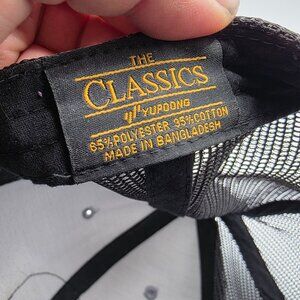 THE
CLASSICS
YUPOONG
65%POLYESTER 35%COTTON
MADE IN BANGLADESH